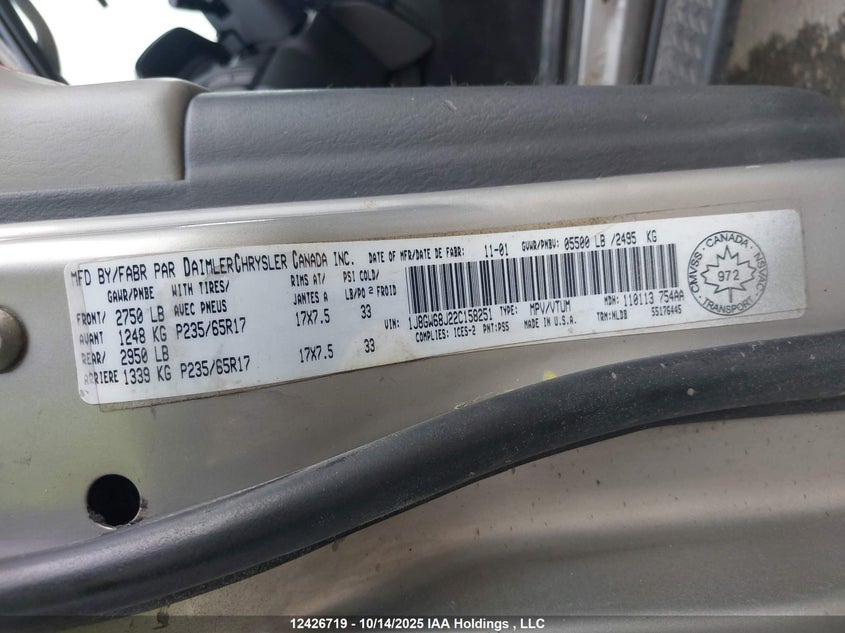 MFD BY/FABR PAR DAIMLERCHRYSLER CANADA INC. DATE OF MFR/DATE DE FABR: 11-01 GVWR/PNBV: 05500 LB /2495 KG
GAWR/PNBE WITH TIRES/ RIMS AT/ PSI COLD/
AVEC PNEUS JANTES A LB/PO 2 FROID
FRONT/ 2750 LB
AVANT 1248 KG P235/65R17 17X7.5 33
REAR/ 2950 LB
ARRIERE 1339 KG P235/65R17 17X7.5 33
VIN: 1J8GW68J22C158251 TYPE: MPV/VTUM MDH: 110113 754AA
COMPLIES: ICES-2 PNT:PS5 MADE IN U.S.A. TRM:NLDB 55176445
CMVSS CANADA NSVAC
972
TRANSPORT
12426719 - 10/14/2025 IAA Holdings , LLC